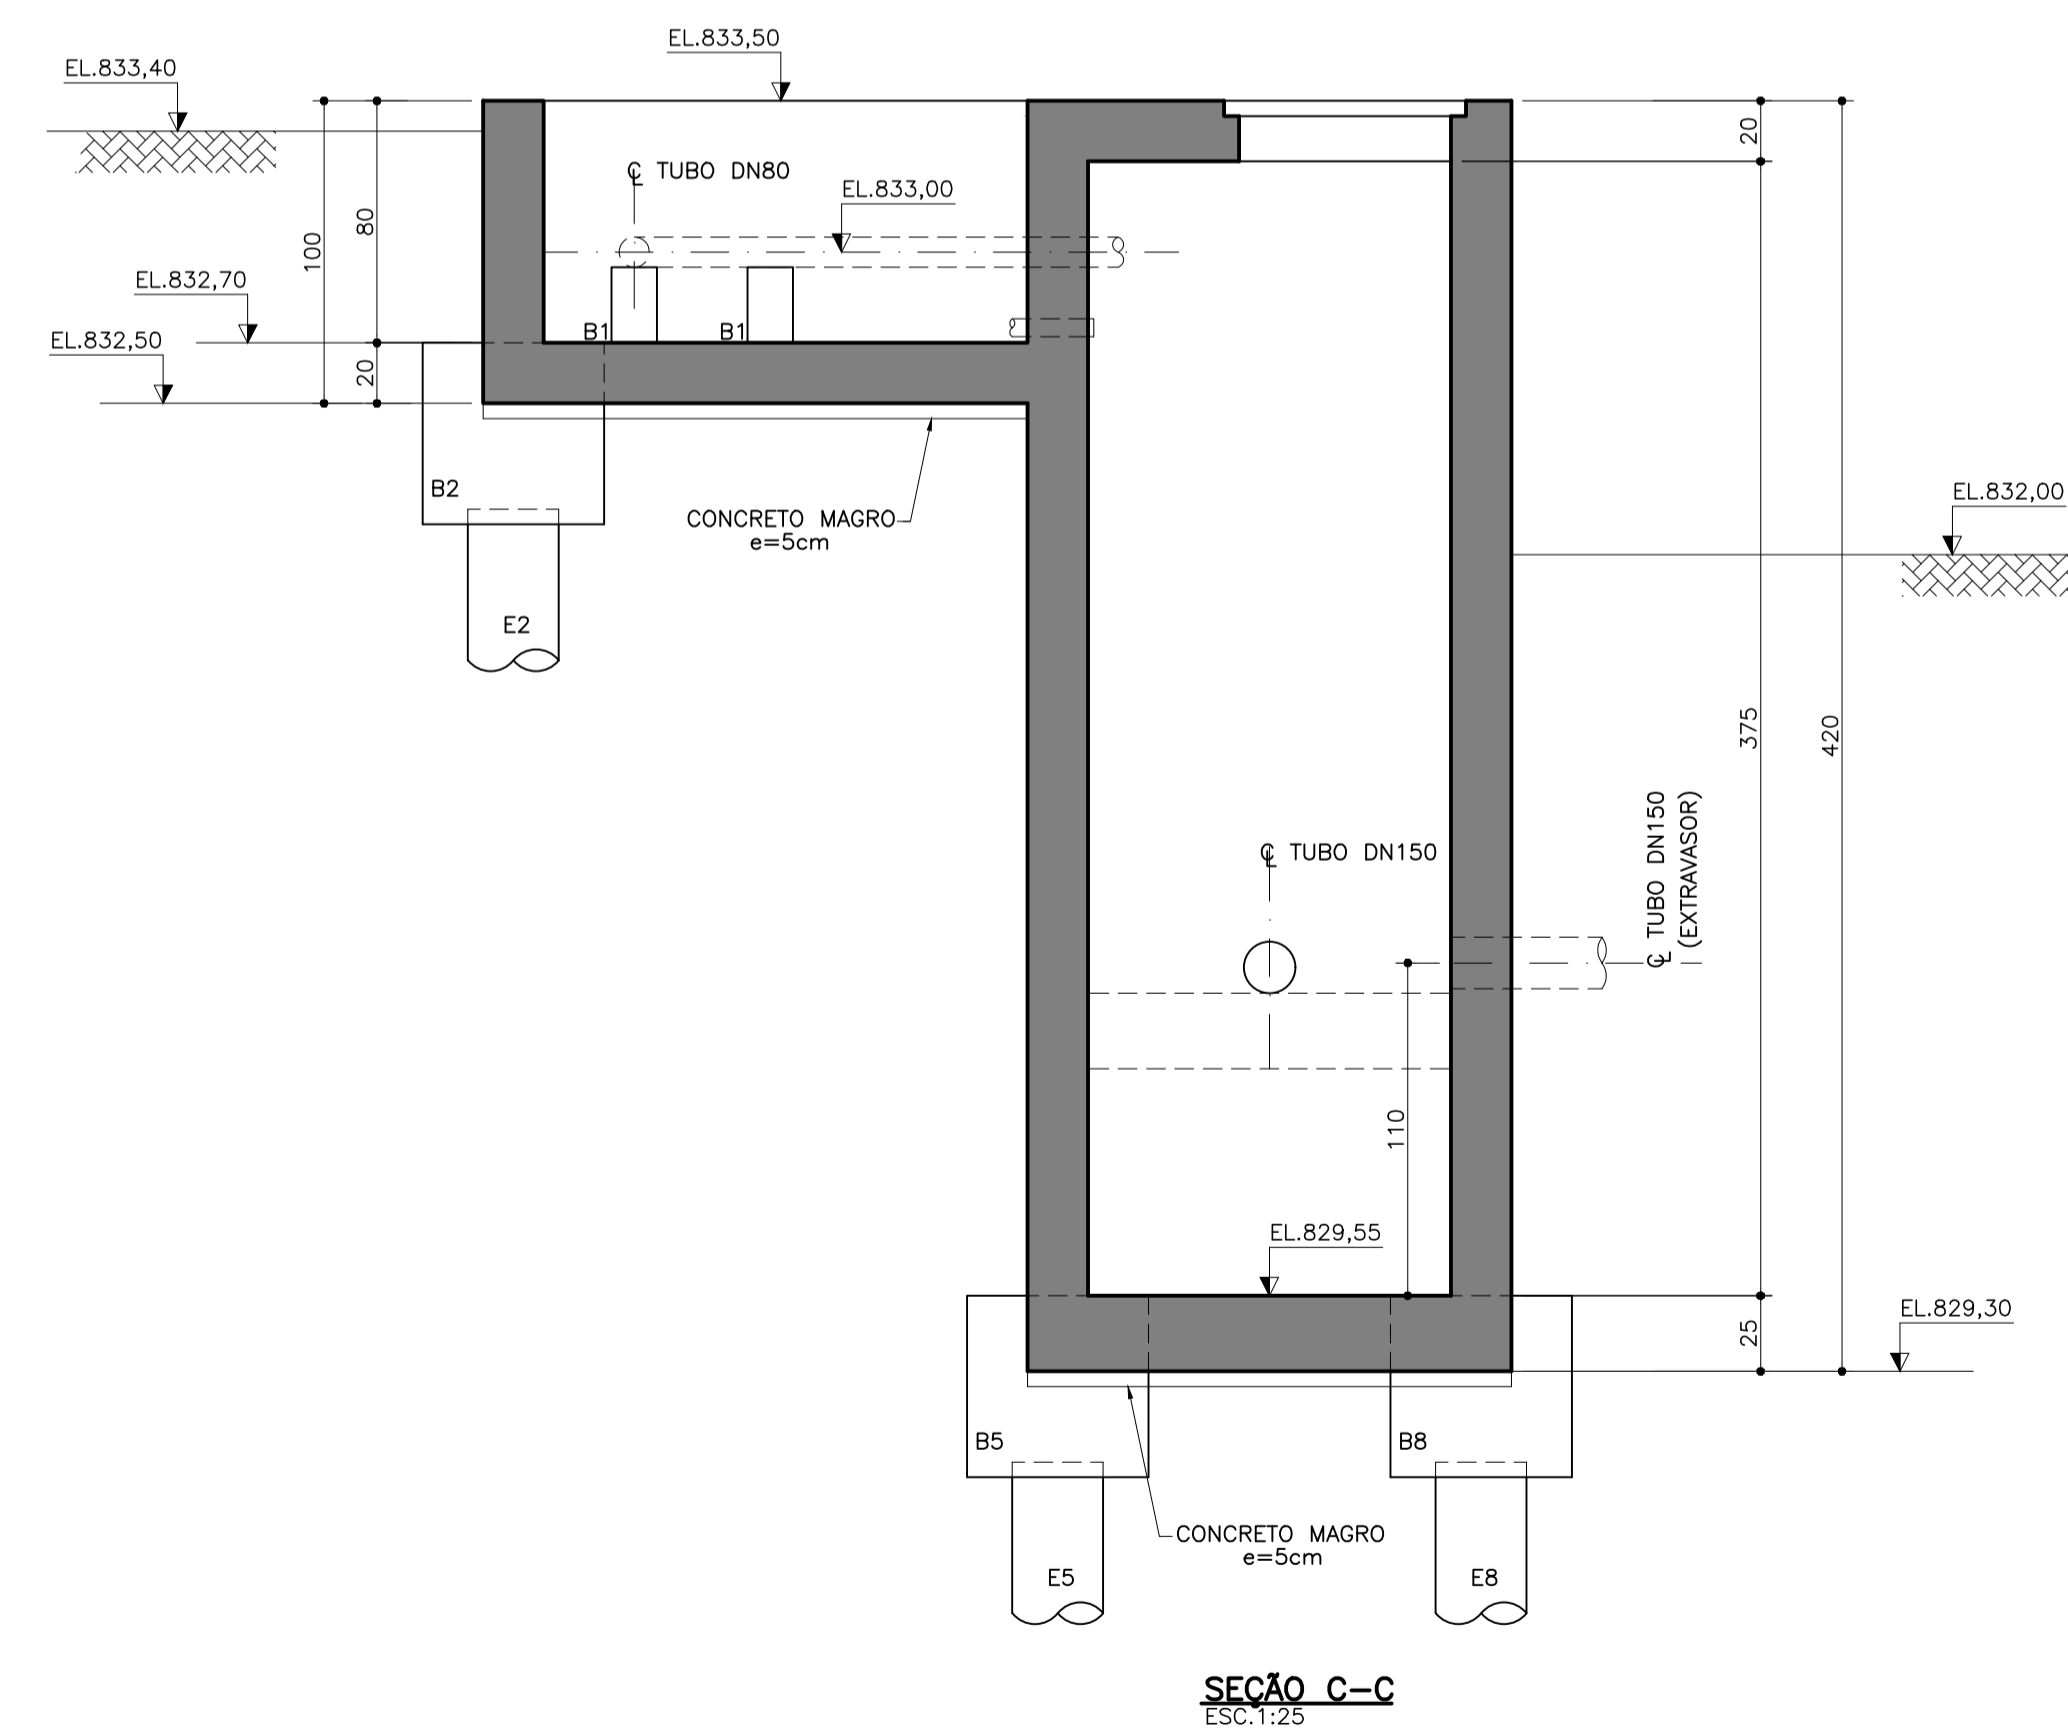 EL.833,50
EL.833,40
20
℄ TUBO DN80
EL.833,00
80
100
EL.832,70
B1
B1
EL.832,50
20
B2
CONCRETO MAGRO
e=5cm
EL.832,00
E2
375
420
℄ TUBO DN150
℄ TUBO DN150
(EXTRAVASOR)
110
EL.829,55
EL.829,30
25
B5
B8
CONCRETO MAGRO
e=5cm
E5
E8
SEÇÃO C-C
ESC.1:25